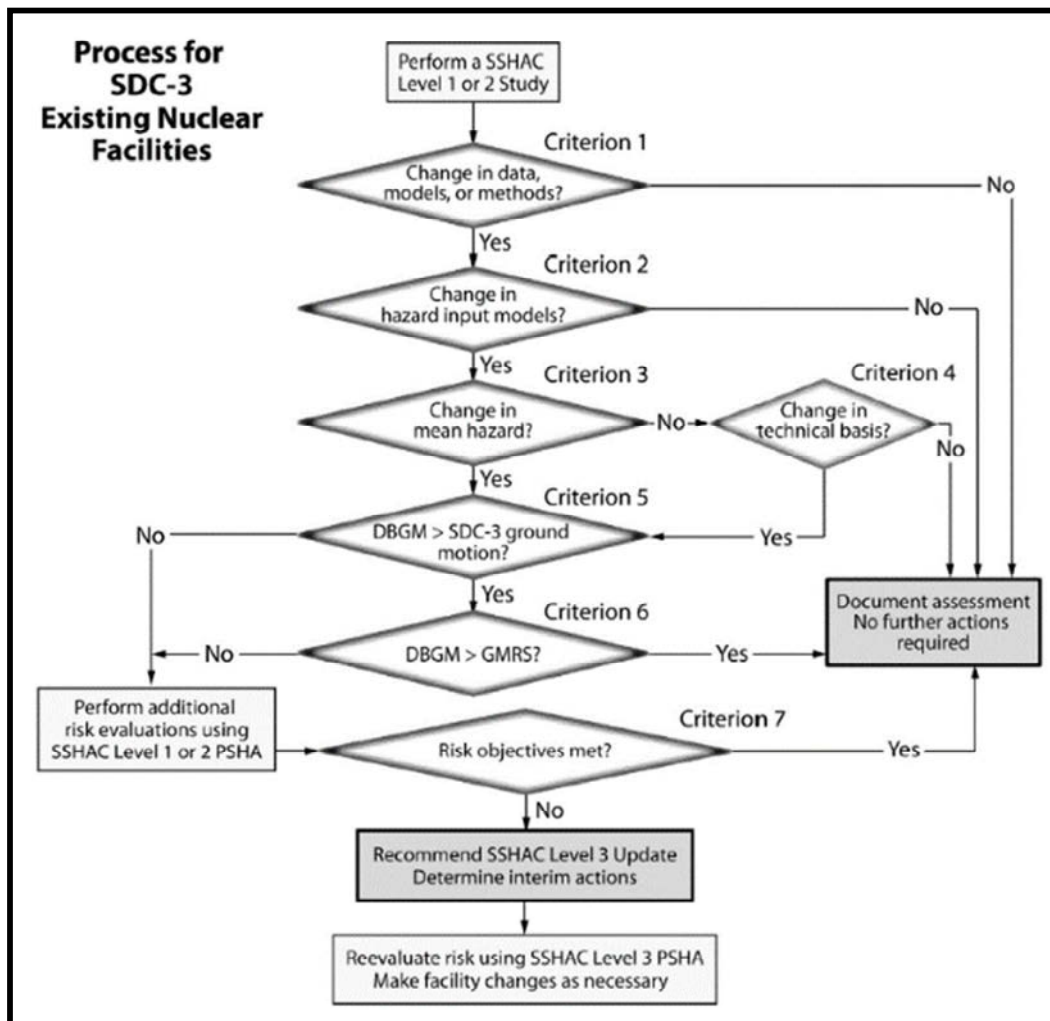 Process for
SDC-3
Existing Nuclear
Facilities
Perform a SSHAC
Level 1 or 2 Study
Criterion 1
Change in data,
models, or methods?
No
Yes
Criterion 2
Change in
hazard input models?
No
Yes
Criterion 3
Change in
mean hazard?
No
Criterion 4
Change in
technical basis?
No
Yes
Yes
Criterion 5
DBGM > SDC-3 ground
motion?
No
Yes
Criterion 6
DBGM > GMRS?
No
Yes
Document assessment
No further actions
required
Perform additional
risk evaluations using
SSHAC Level 1 or 2 PSHA
Criterion 7
Risk objectives met?
Yes
No
Recommend SSHAC Level 3 Update
Determine interim actions
Reevaluate risk using SSHAC Level 3 PSHA
Make facility changes as necessary